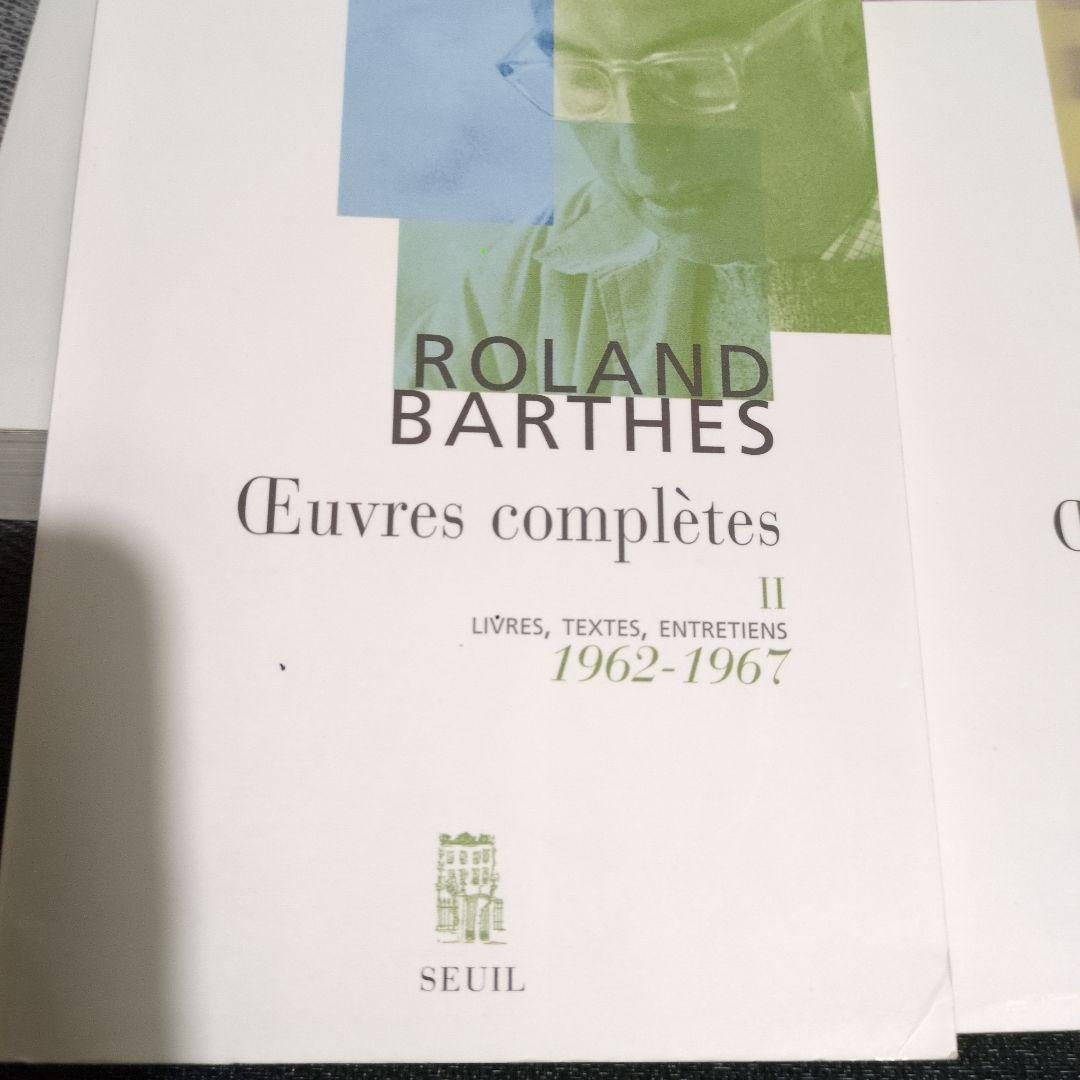 ROLAND
BARTHES
Œuvres complètes
II
LIVRES, TEXTES, ENTRETIENS
1962-1967
SEUIL
Œ